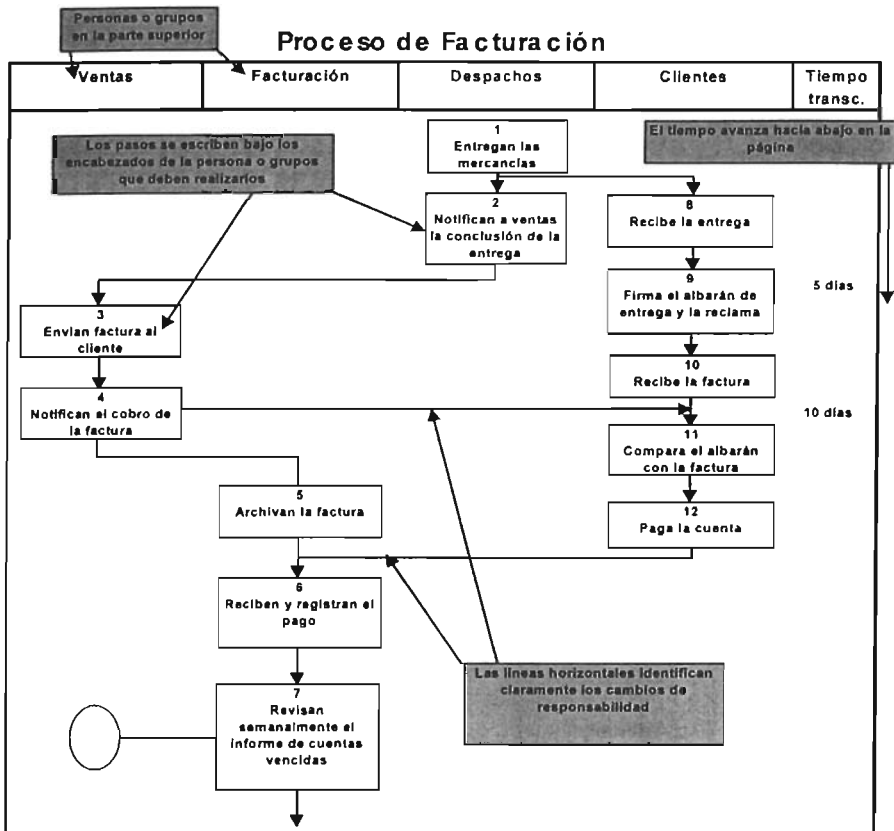 Personas o grupos
en la parte superior
Proceso de Facturación
Ventas
Facturación
Despachos
Clientes
Tiempo
transc.
1
Entregan las
mercancías
El tiempo avanza hacia abajo en la
página
Los pasos se escriben bajo los
encabezados de la persona o grupos
que deben realizarlos
2
Notifican a ventas
la conclusión de la
entrega
8
Recibe la entrega
9
Firma el albarán de
entrega y la reclama
5 días
3
Envían factura al
cliente
10
Recibe la factura
4
Notifican el cobro de
la factura
10 días
11
Compara el albarán
con la factura
5
Archivan la factura
12
Paga la cuenta
6
Reciben y registran el
pago
Las líneas horizontales identifican
claramente los cambios de
responsabilidad
7
Revisan
semanalmente el
informe de cuentas
vencidas